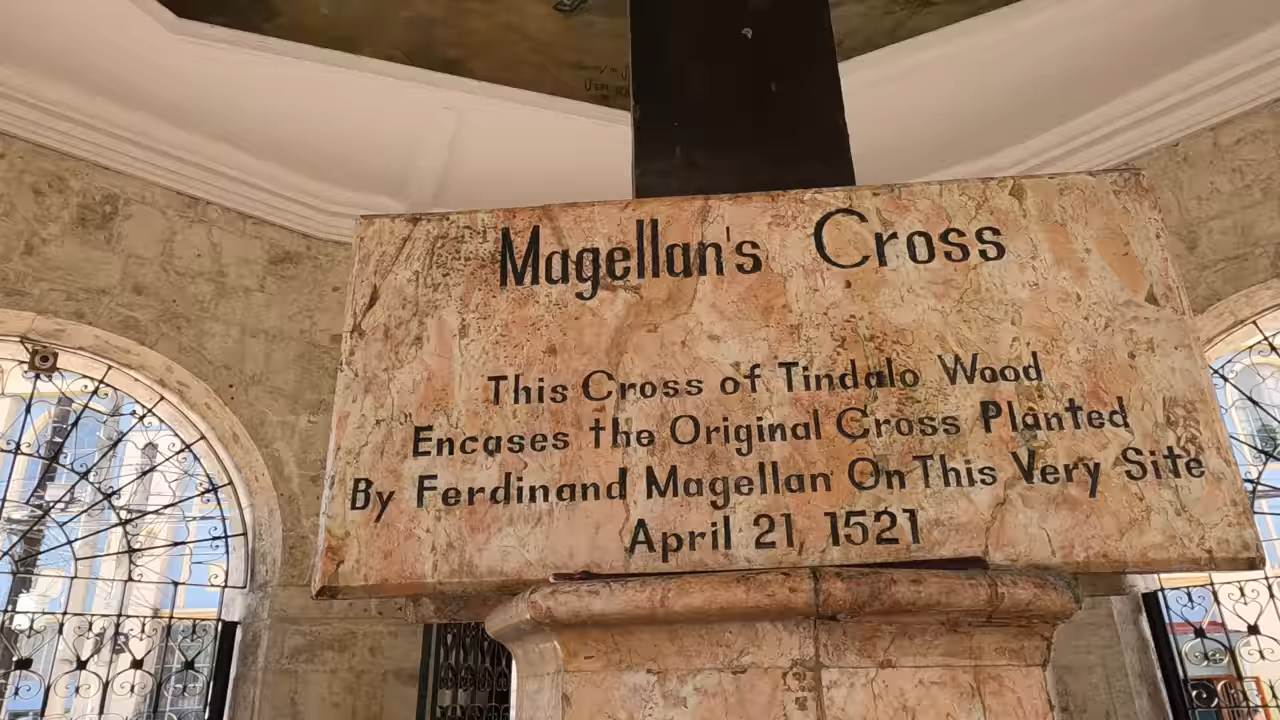 Magellan's Cross
This Cross of Tindalo Wood
Encases the Original Cross Planted
By Ferdinand Magellan On This Very Site
April 21, 1521